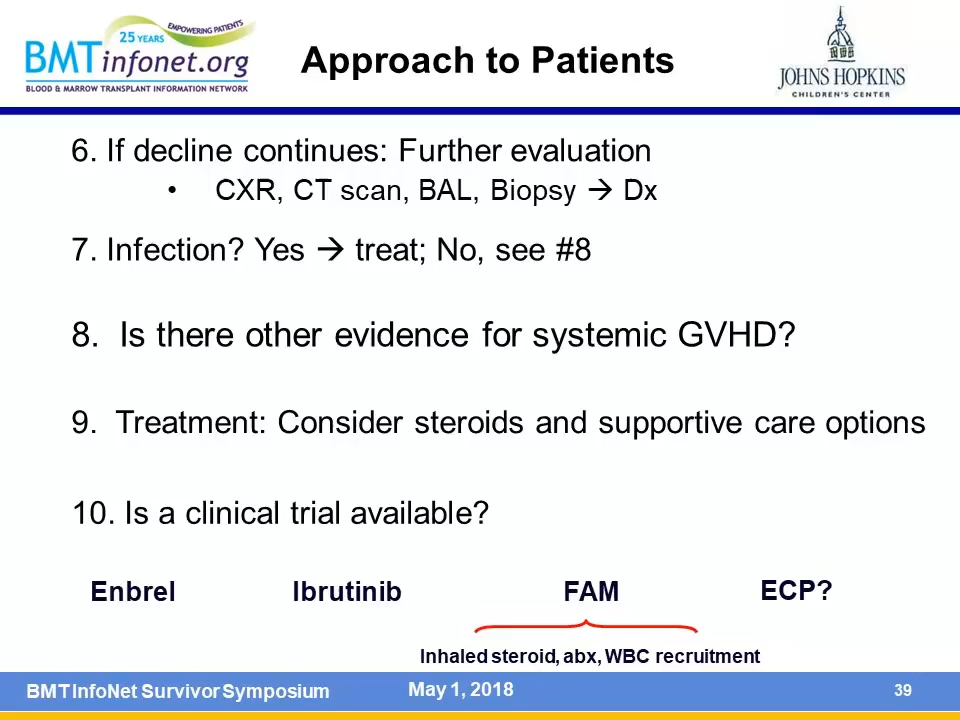 25 YEARS
EMPOWERING PATIENTS
BMTinfonet.org
BLOOD & MARROW TRANSPLANT INFORMATION NETWORK
Approach to Patients
JOHNS HOPKINS
CHILDREN'S CENTER
6. If decline continues: Further evaluation
• CXR, CT scan, BAL, Biopsy → Dx
7. Infection? Yes → treat; No, see #8
8. Is there other evidence for systemic GVHD?
9. Treatment: Consider steroids and supportive care options
10. Is a clinical trial available?
Enbrel Ibrutinib FAM ECP?
Inhaled steroid, abx, WBC recruitment
BMT InfoNet Survivor Symposium May 1, 2018 39